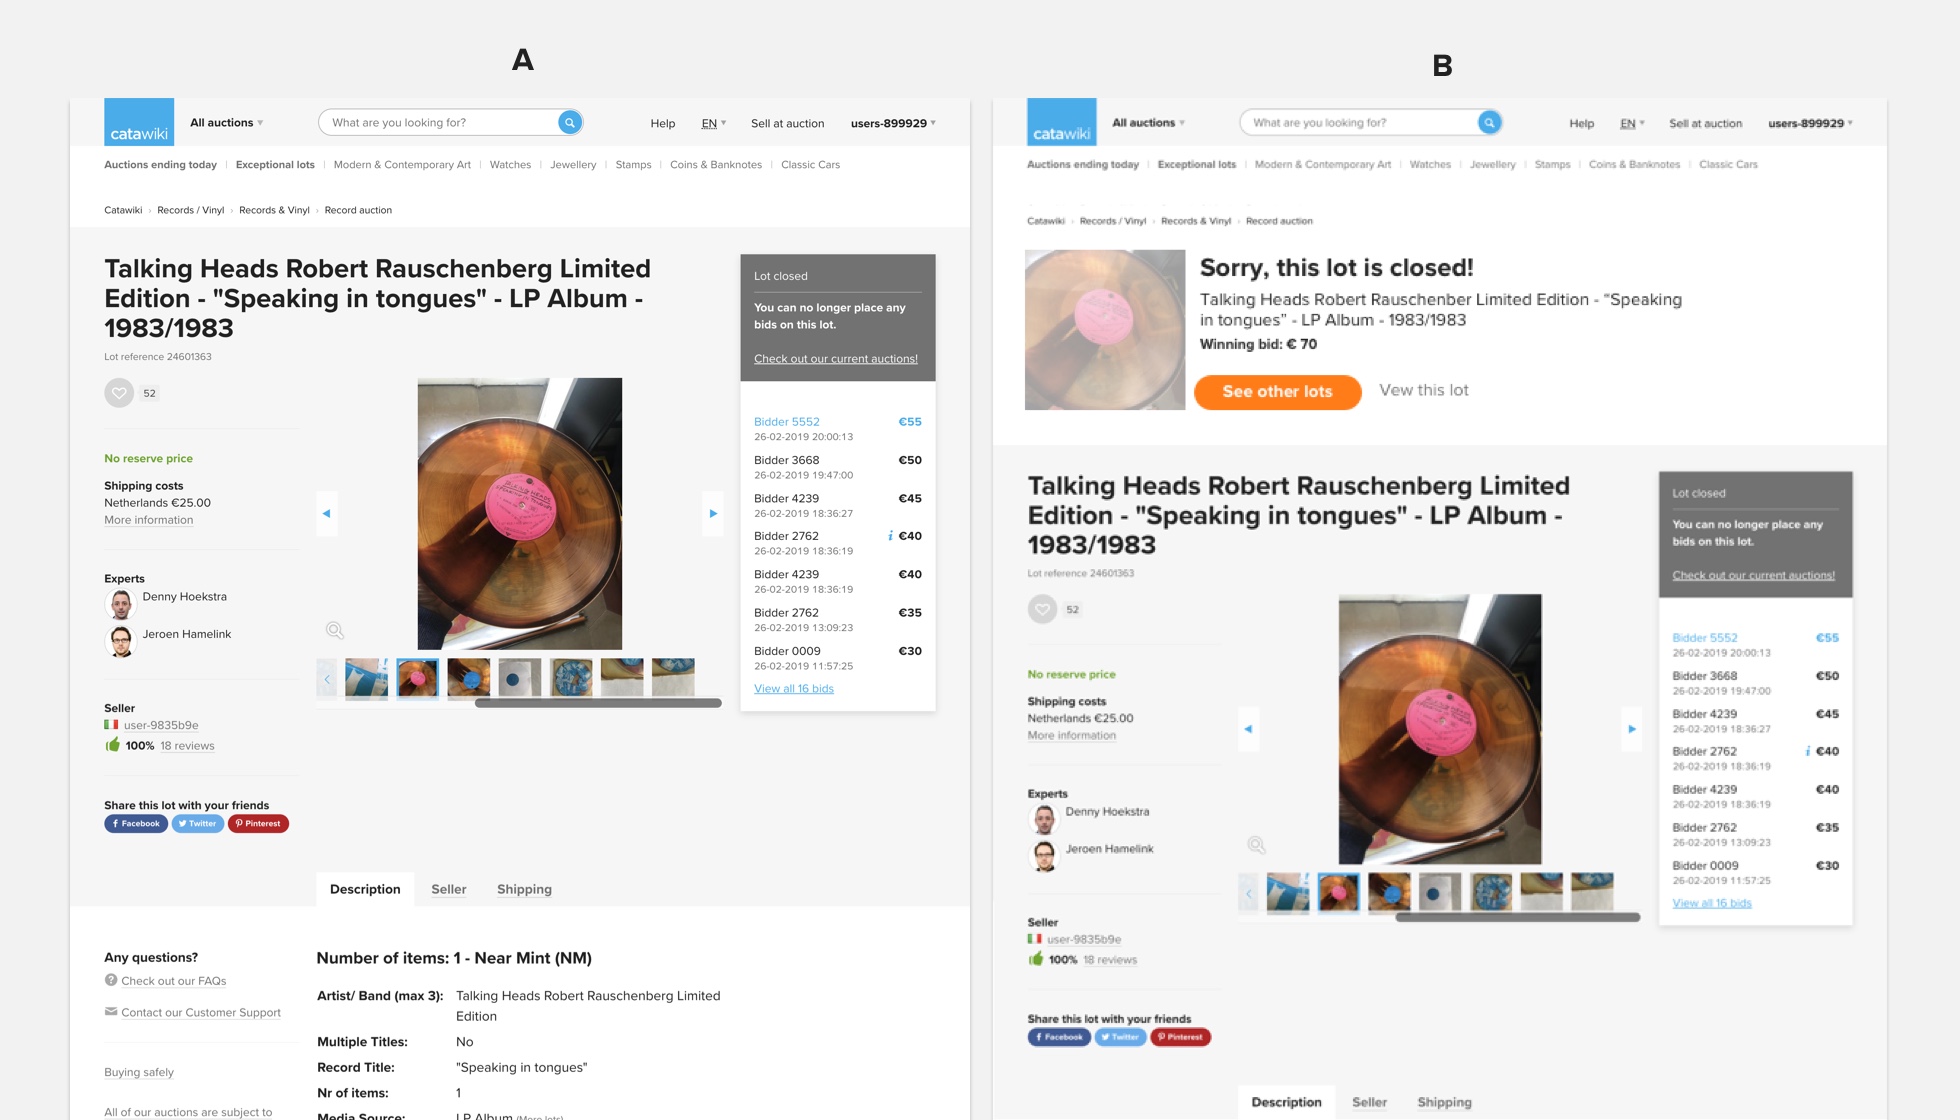 A
catawiki
All auctions
What are you looking for?
Help
EN
Sell at auction
users-899929
Auctions ending today
Exceptional lots
Modern & Contemporary Art
Watches
Jewellery
Stamps
Coins & Banknotes
Classic Cars
Catawiki › Records / Vinyl › Records & Vinyl › Record auction
Talking Heads Robert Rauschenberg Limited
Edition - "Speaking in tongues" - LP Album -
1983/1983
Lot reference 24601363
52
No reserve price
Shipping costs
Netherlands €25.00
More information
Experts
Denny Hoekstra
Jeroen Hamelink
Seller
user-9835b9e
100% 18 reviews
Share this lot with your friends
Facebook
Twitter
Pinterest
Lot closed
You can no longer place any
bids on this lot.
Check out our current auctions!
Bidder 5552 €55
26-02-2019 20:00:13
Bidder 3668 €50
26-02-2019 19:47:00
Bidder 4239 €45
26-02-2019 18:36:27
Bidder 2762 i €40
26-02-2019 18:36:19
Bidder 4239 €40
26-02-2019 18:36:19
Bidder 2762 €35
26-02-2019 13:09:23
Bidder 0009 €30
26-02-2019 11:57:25
View all 16 bids
Description
Seller
Shipping
Any questions?
Check out our FAQs
Contact our Customer Support
Buying safely
All of our auctions are subject to
Number of items: 1 - Near Mint (NM)
Artist/ Band (max 3): Talking Heads Robert Rauschenberg Limited
Edition
Multiple Titles: No
Record Title: "Speaking in tongues"
Nr of items: 1
Media Source: LP Album (More lots)
B
catawiki
All auctions
What are you looking for?
Help
EN
Sell at auction
users-899929
Auctions ending today
Exceptional lots
Modern & Contemporary Art
Watches
Jewellery
Stamps
Coins & Banknotes
Classic Cars
Catawiki › Records / Vinyl › Records & Vinyl › Record auction
Sorry, this lot is closed!
Talking Heads Robert Rauschenber Limited Edition - “Speaking
in tongues” - LP Album - 1983/1983
Winning bid: € 70
See other lots
Vew this lot
Talking Heads Robert Rauschenberg Limited
Edition - "Speaking in tongues" - LP Album -
1983/1983
Lot reference 24601363
52
No reserve price
Shipping costs
Netherlands €25.00
More information
Experts
Denny Hoekstra
Jeroen Hamelink
Seller
user-9835b9e
100% 18 reviews
Share this lot with your friends
Facebook
Twitter
Pinterest
Lot closed
You can no longer place any
bids on this lot.
Check out our current auctions!
Bidder 5552 €55
26-02-2019 20:00:13
Bidder 3668 €50
26-02-2019 19:47:00
Bidder 4239 €45
26-02-2019 18:36:27
Bidder 2762 i €40
26-02-2019 18:36:19
Bidder 4239 €40
26-02-2019 18:36:19
Bidder 2762 €35
26-02-2019 13:09:23
Bidder 0009 €30
26-02-2019 11:57:25
View all 16 bids
Description
Seller
Shipping